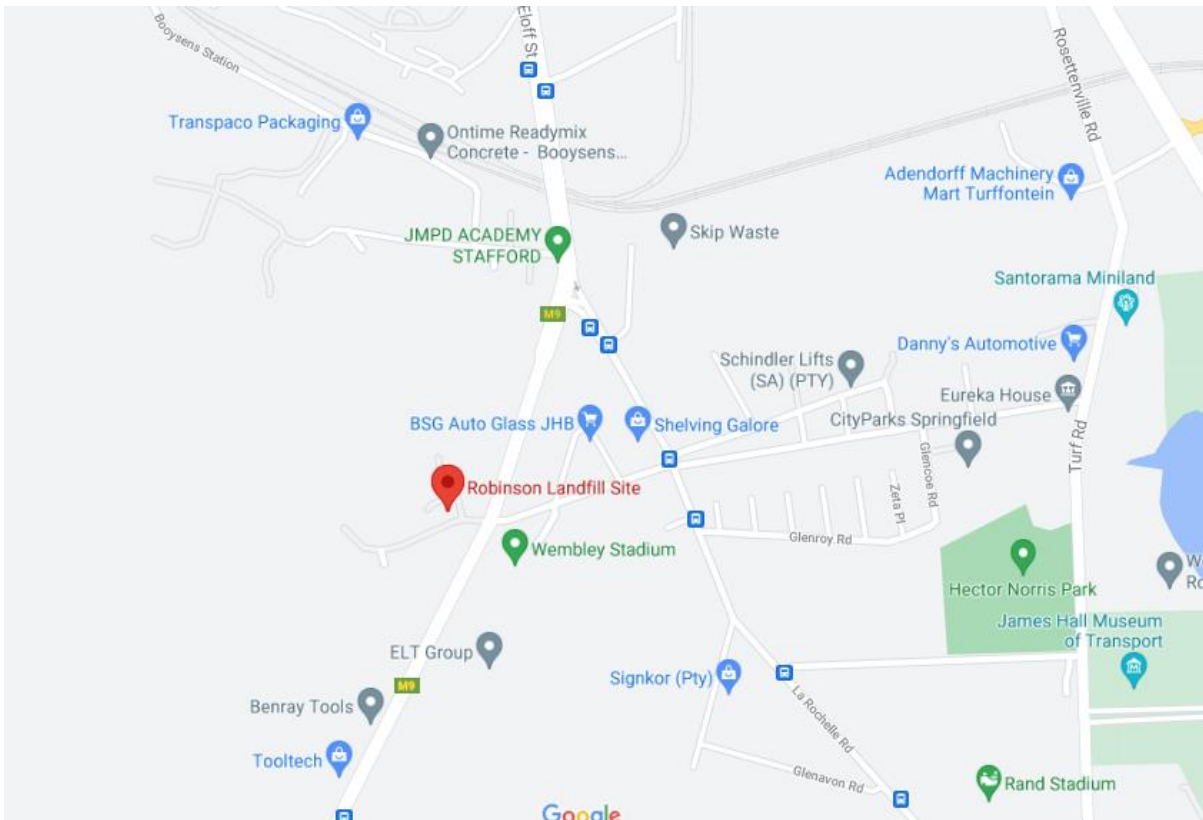 Eloff St.
Booysens Station
Rosettenville Rd
Transpaco Packaging
Ontime Readymix
Concrete - Booysens...
Adendorff Machinery
Mart Turffontein
JMPD ACADEMY
STAFFORD
Skip Waste
Santorama Miniland
M9
Danny's Automotive
Schindler Lifts
(SA) (PTY)
Eureka House
BSG Auto Glass JHB
Shelving Galore
CityParks Springfield
Turf Rd
Glencoe Rd
Robinson Landfill Site
Zeta Pl
Glenroy Rd
Wembley Stadium
Hector Norris Park
James Hall Museum
of Transport
ELT Group
Signkor (Pty)
M9
La Rochelle Rd
Benray Tools
Tooltech
Glenavon Rd
Rand Stadium
Google